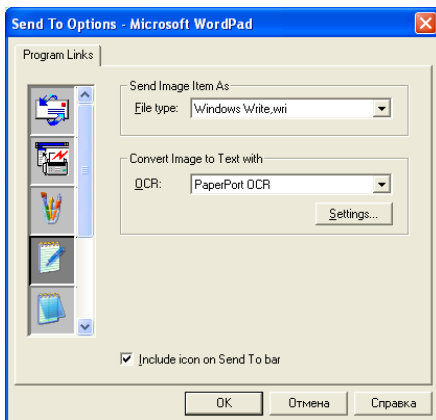 Send To Options - Microsoft WordPad
Program Links
Send Image Item As
File type: Windows Write,wri
Convert Image to Text with
OCR: PaperPort OCR
Settings...
Include icon on Send To bar
OK Отмена Справка